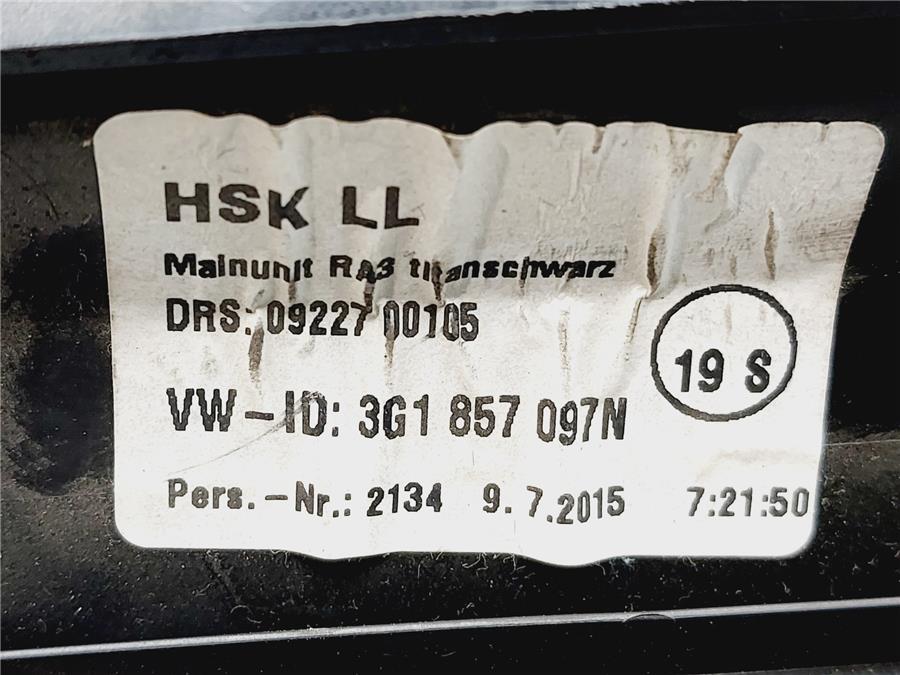 HSK LL
Mainunit RA3 titanschwarz
DRS: 09227 00105
19 S
VW-ID: 3G1 857 097N
Pers.-Nr.: 2134 9.7.2015 7:21:50